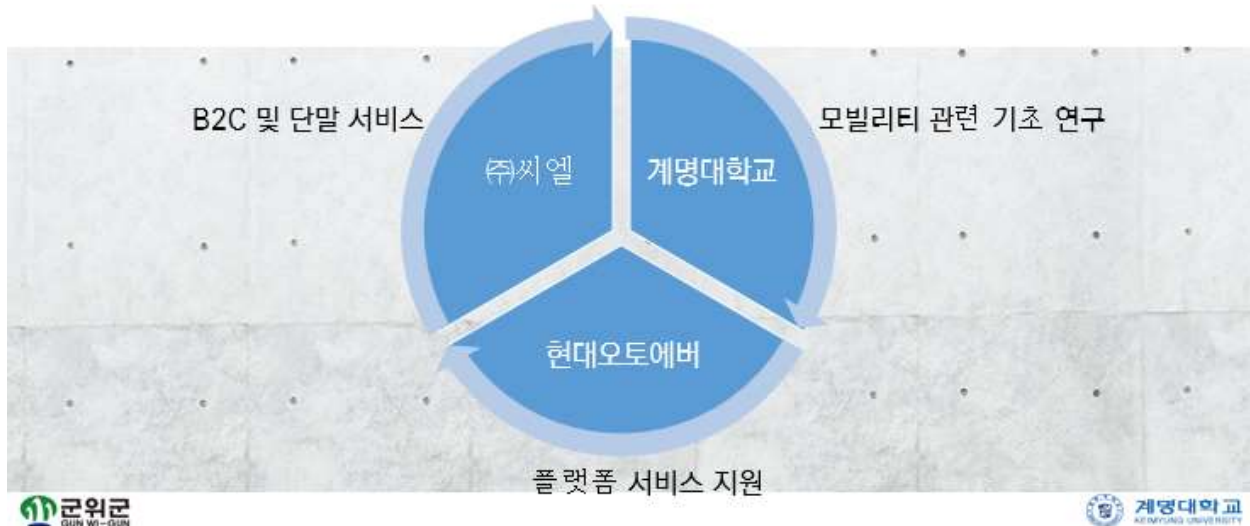 B2C 및 단말 서비스
모빌리티 관련 기초 연구
㈜씨엘
계명대학교
현대오토에버
플랫폼 서비스 지원
군위군
GUN WI-GUN
계명대학교
KEIMYUNG UNIVERSITY